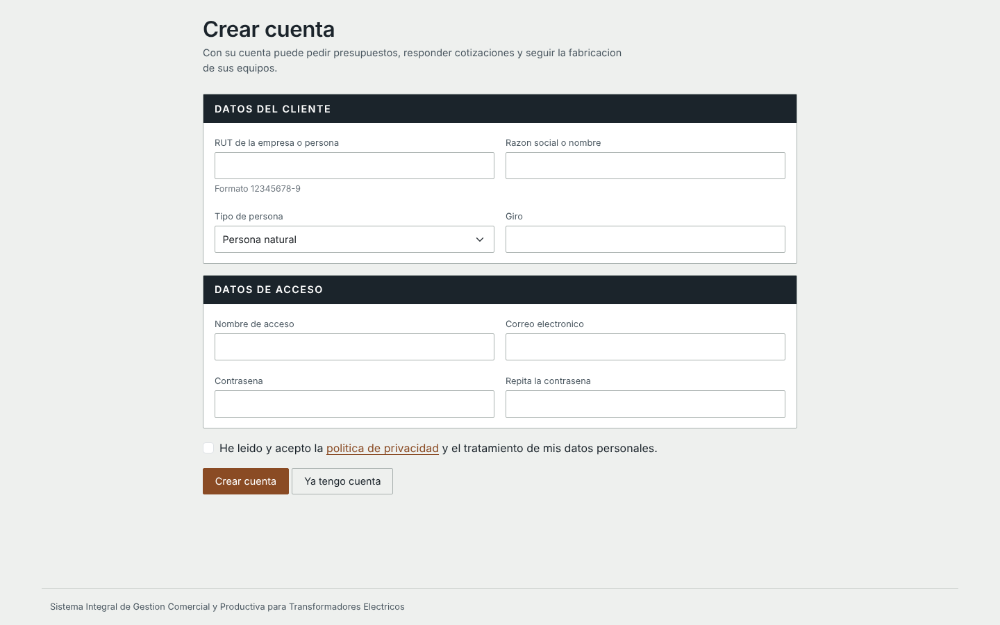 Crear cuenta
Con su cuenta puede pedir presupuestos, responder cotizaciones y seguir la fabricacion
de sus equipos.
DATOS DEL CLIENTE
RUT de la empresa o persona
Razon social o nombre
Formato 12345678-9
Tipo de persona
Giro
Persona natural
DATOS DE ACCESO
Nombre de acceso
Correo electronico
Contrasena
Repita la contrasena
He leido y acepto la politica de privacidad y el tratamiento de mis datos personales.
Crear cuenta
Ya tengo cuenta
Sistema Integral de Gestion Comercial y Productiva para Transformadores Electricos